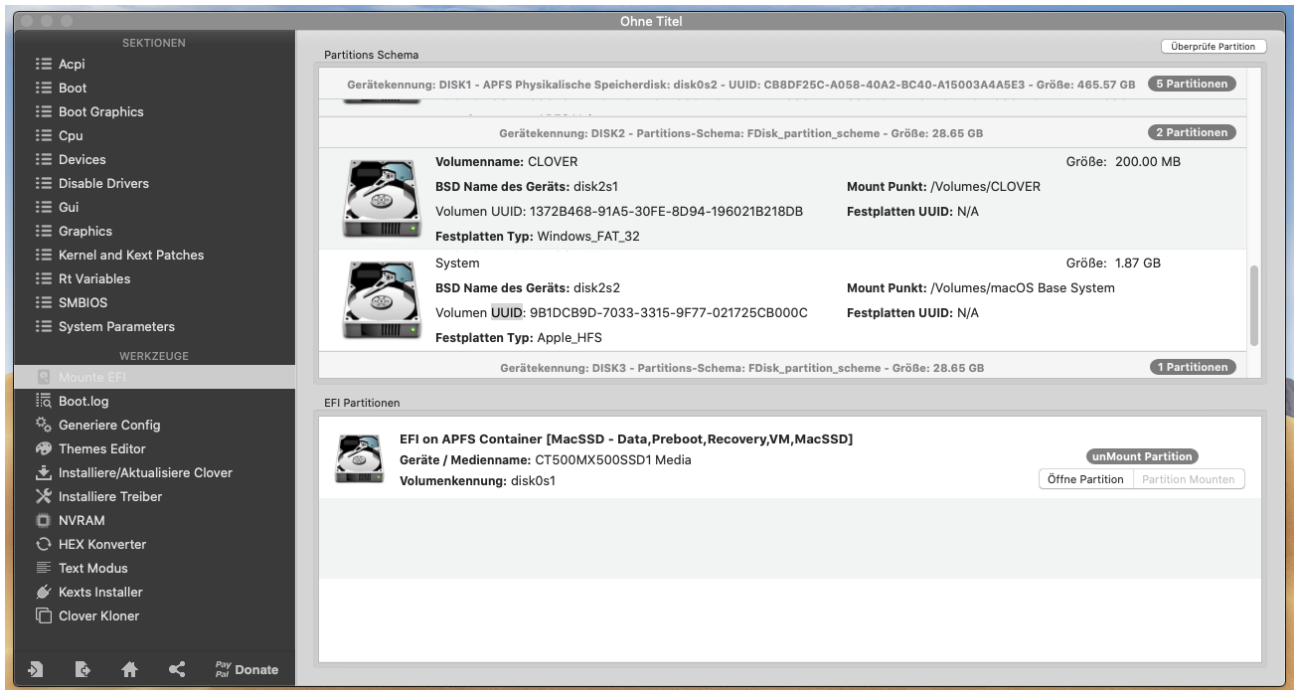 Ohne Titel
SEKTIONEN
Acpi
Boot
Boot Graphics
Cpu
Devices
Disable Drivers
Gui
Graphics
Kernel and Kext Patches
Rt Variables
SMBIOS
System Parameters
WERKZEUGE
Mounte EFI
Boot.log
Generiere Config
Themes Editor
Installiere/Aktualisiere Clover
Installiere Treiber
NVRAM
HEX Konverter
Text Modus
Kexts Installer
Clover Kloner
Pay Pal Donate
Partitions Schema
Überprüfe Partition
Gerätekennung: DISK1 - APFS Physikalische Speicherdisk: disk0s2 - UUID: CB8DF25C-A058-40A2-BC40-A15003A4A5E3 - Größe: 465.57 GB 5 Partitionen
Gerätekennung: DISK2 - Partitions-Schema: FDisk_partition_scheme - Größe: 28.65 GB 2 Partitionen
Volumenname: CLOVER Größe: 200.00 MB
BSD Name des Geräts: disk2s1 Mount Punkt: /Volumes/CLOVER
Volumen UUID: 1372B468-91A5-30FE-8D94-196021B218DB Festplatten UUID: N/A
Festplatten Typ: Windows_FAT_32
System Größe: 1.87 GB
BSD Name des Geräts: disk2s2 Mount Punkt: /Volumes/macOS Base System
Volumen UUID: 9B1DCB9D-7033-3315-9F77-021725CB000C Festplatten UUID: N/A
Festplatten Typ: Apple_HFS
Gerätekennung: DISK3 - Partitions-Schema: FDisk_partition_scheme - Größe: 28.65 GB 1 Partitionen
EFI Partitionen
EFI on APFS Container [MacSSD - Data,Preboot,Recovery,VM,MacSSD]
Geräte / Medienname: CT500MX500SSD1 Media
unMount Partition
Volumenkennung: disk0s1
Öffne Partition Partition Mounten